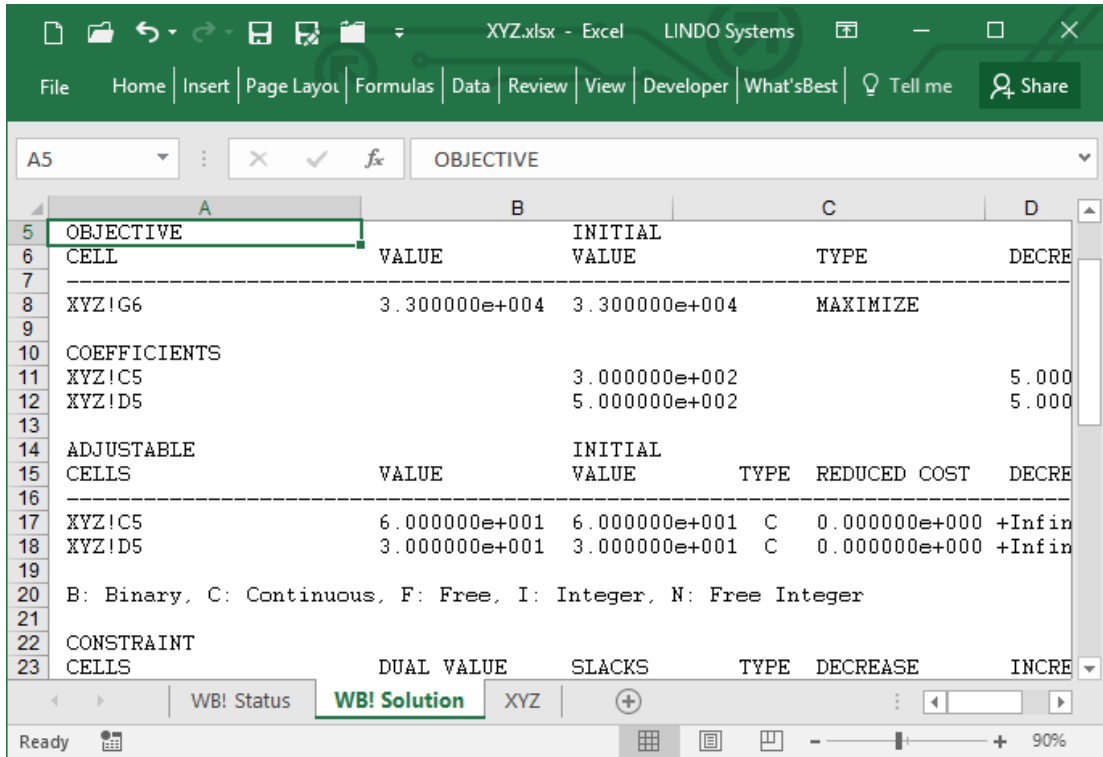 XYZ.xlsx - Excel LINDO Systems
File Home Insert Page Layou Formulas Data Review View Developer What'sBest Tell me Share
A5 fx OBJECTIVE
A B C D
5 OBJECTIVE INITIAL
6 CELL VALUE VALUE TYPE DECRE
7 ----------------------------------------------------------------
8 XYZ!G6 3.300000e+004 3.300000e+004 MAXIMIZE
9
10 COEFFICIENTS
11 XYZ!C5 3.000000e+002 5.000
12 XYZ!D5 5.000000e+002 5.000
13
14 ADJUSTABLE INITIAL
15 CELLS VALUE VALUE TYPE REDUCED COST DECRE
16 ----------------------------------------------------------------
17 XYZ!C5 6.000000e+001 6.000000e+001 C 0.000000e+000 +Infin
18 XYZ!D5 3.000000e+001 3.000000e+001 C 0.000000e+000 +Infin
19
20 B: Binary, C: Continuous, F: Free, I: Integer, N: Free Integer
21
22 CONSTRAINT
23 CELLS DUAL VALUE SLACKS TYPE DECREASE INCRE
WB! Status WB! Solution XYZ
Ready 90%